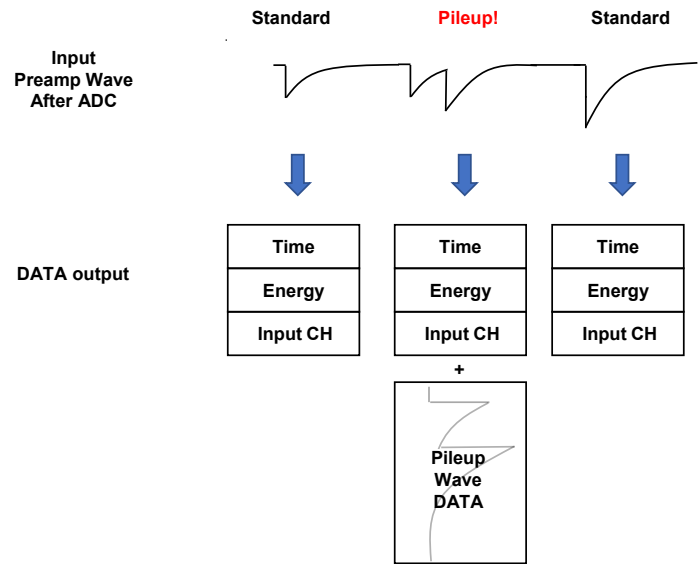 Standard
Pileup!
Standard
Input
Preamp Wave
After ADC
DATA output
Time
Energy
Input CH
Time
Energy
Input CH
+
Pileup
Wave
DATA
Time
Energy
Input CH